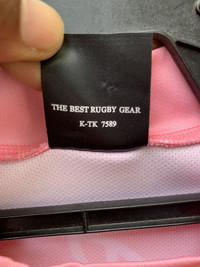 THE BEST RUGBY GEAR
K-TK 7589